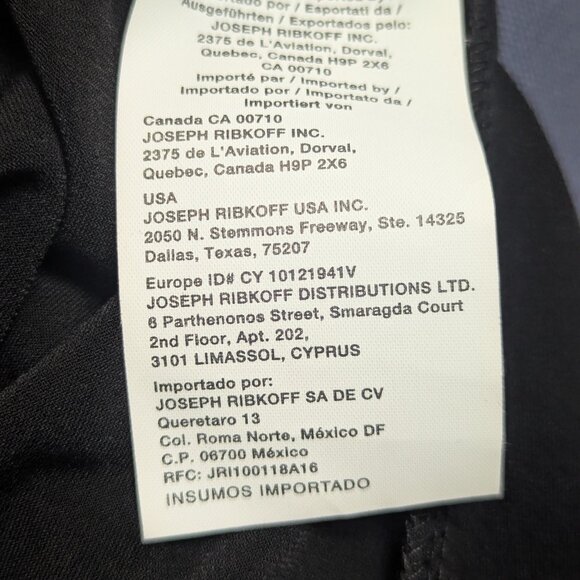 Ausgeführten / Exportados pelo:
JOSEPH RIBKOFF INC.
2375 de L'Aviation, Dorval,
Quebec, Canada H9P 2X6
CA 00710
Importé par / Imported by /
Importado por / Importato da /
Importiert von
Canada CA 00710
JOSEPH RIBKOFF INC.
2375 de L'Aviation, Dorval,
Quebec, Canada H9P 2X6
USA
JOSEPH RIBKOFF USA INC.
2050 N. Stemmons Freeway, Ste. 14325
Dallas, Texas, 75207
Europe ID# CY 10121941V
JOSEPH RIBKOFF DISTRIBUTIONS LTD.
6 Parthenonos Street, Smaragda Court
2nd Floor, Apt. 202,
3101 LIMASSOL, CYPRUS
Importado por:
JOSEPH RIBKOFF SA DE CV
Queretaro 13
Col. Roma Norte, México DF
C.P. 06700 México
RFC: JRI100118A16
INSUMOS IMPORTADO